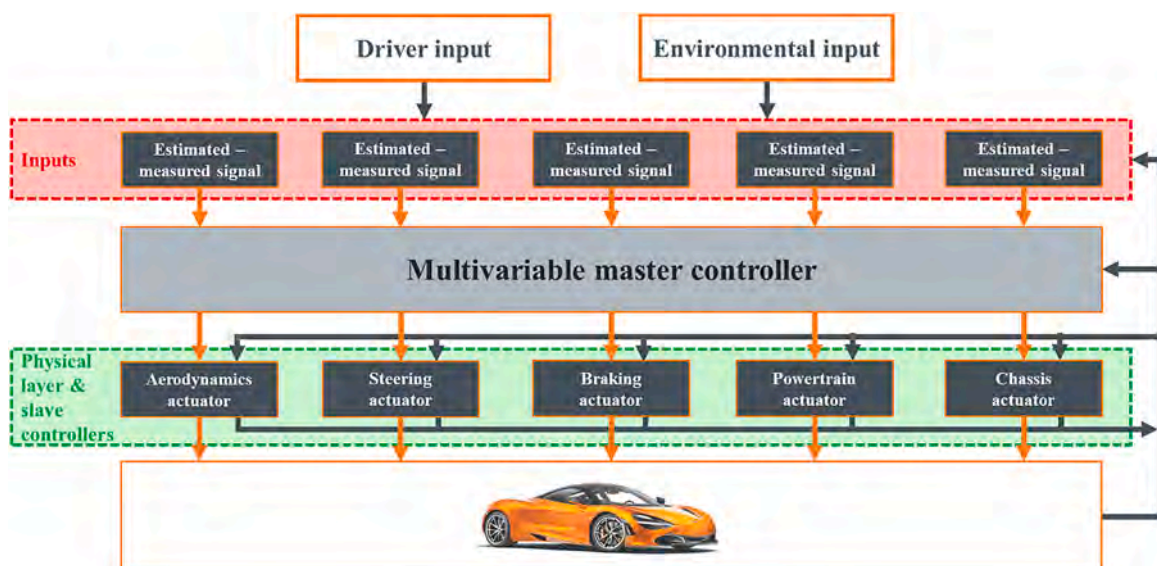 Driver input
Environmental input
Inputs
Estimated –
measured signal
Estimated –
measured signal
Estimated –
measured signal
Estimated –
measured signal
Estimated –
measured signal
Multivariable master controller
Physical
layer &
slave
controllers
Aerodynamics
actuator
Steering
actuator
Braking
actuator
Powertrain
actuator
Chassis
actuator